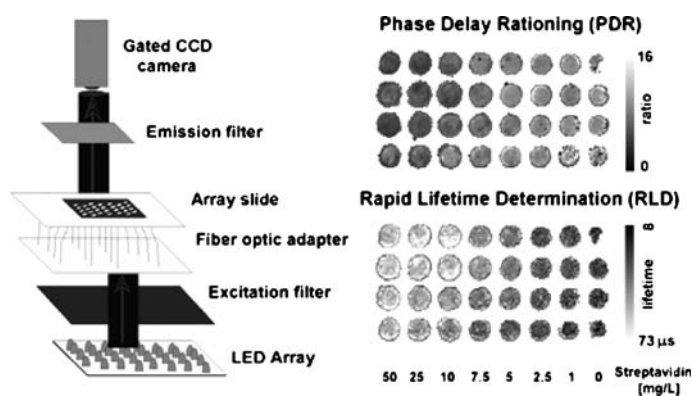 Gated CCD
camera
Emission filter
Array slide
Fiber optic adapter
Excitation filter
LED Array
Phase Delay Rationing (PDR)
16
ratio
0
Rapid Lifetime Determination (RLD)
8
lifetime
73 µs
50 25 10 7.5 5 2.5 1 0 Streptavidin
[mg/L]